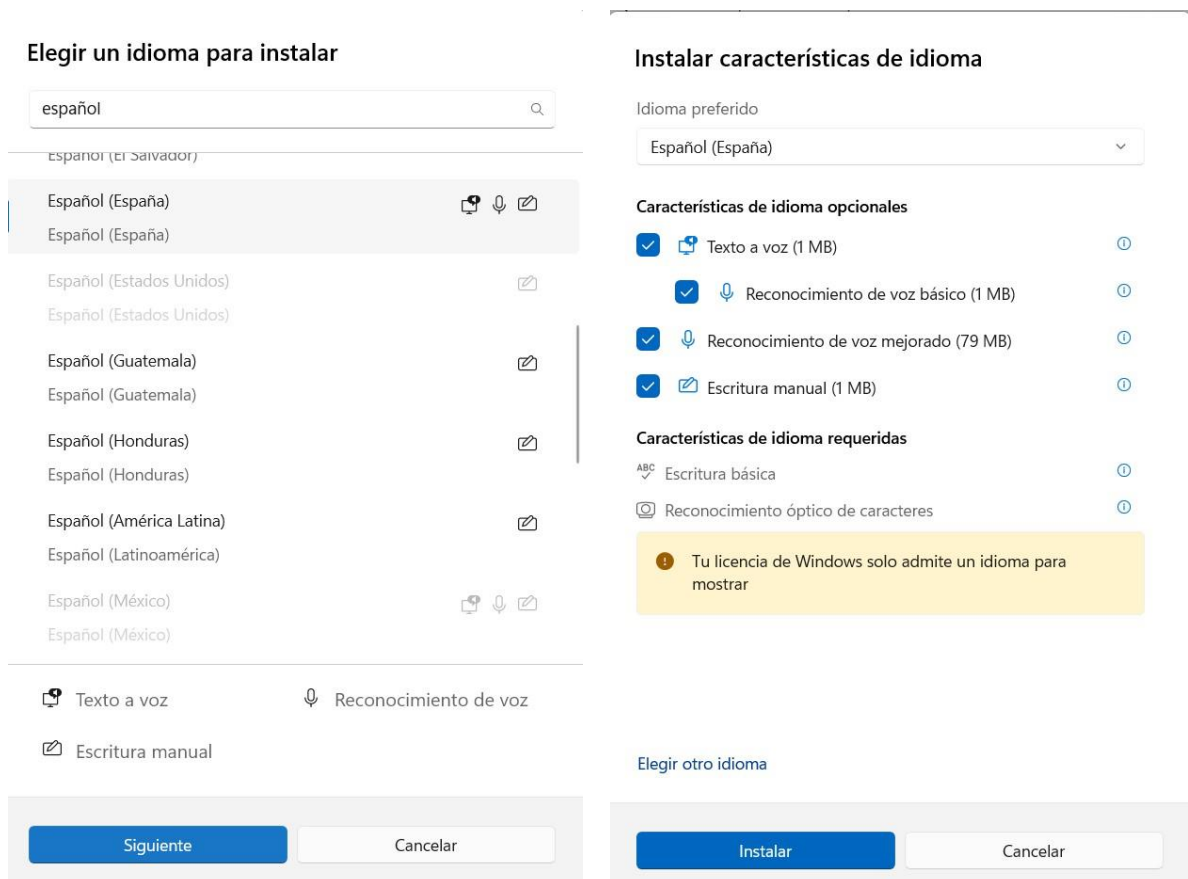 Elegir un idioma para instalar
español
Español (El Salvador)
Español (España)
Español (España)
Español (Estados Unidos)
Español (Estados Unidos)
Español (Guatemala)
Español (Guatemala)
Español (Honduras)
Español (Honduras)
Español (América Latina)
Español (Latinoamérica)
Español (México)
Español (México)
Texto a voz
Reconocimiento de voz
Escritura manual
Siguiente
Cancelar
Instalar características de idioma
Idioma preferido
Español (España)
Características de idioma opcionales
Texto a voz (1 MB)
Reconocimiento de voz básico (1 MB)
Reconocimiento de voz mejorado (79 MB)
Escritura manual (1 MB)
Características de idioma requeridas
ABC
Escritura básica
Reconocimiento óptico de caracteres
Tu licencia de Windows solo admite un idioma para
mostrar
Elegir otro idioma
Instalar
Cancelar